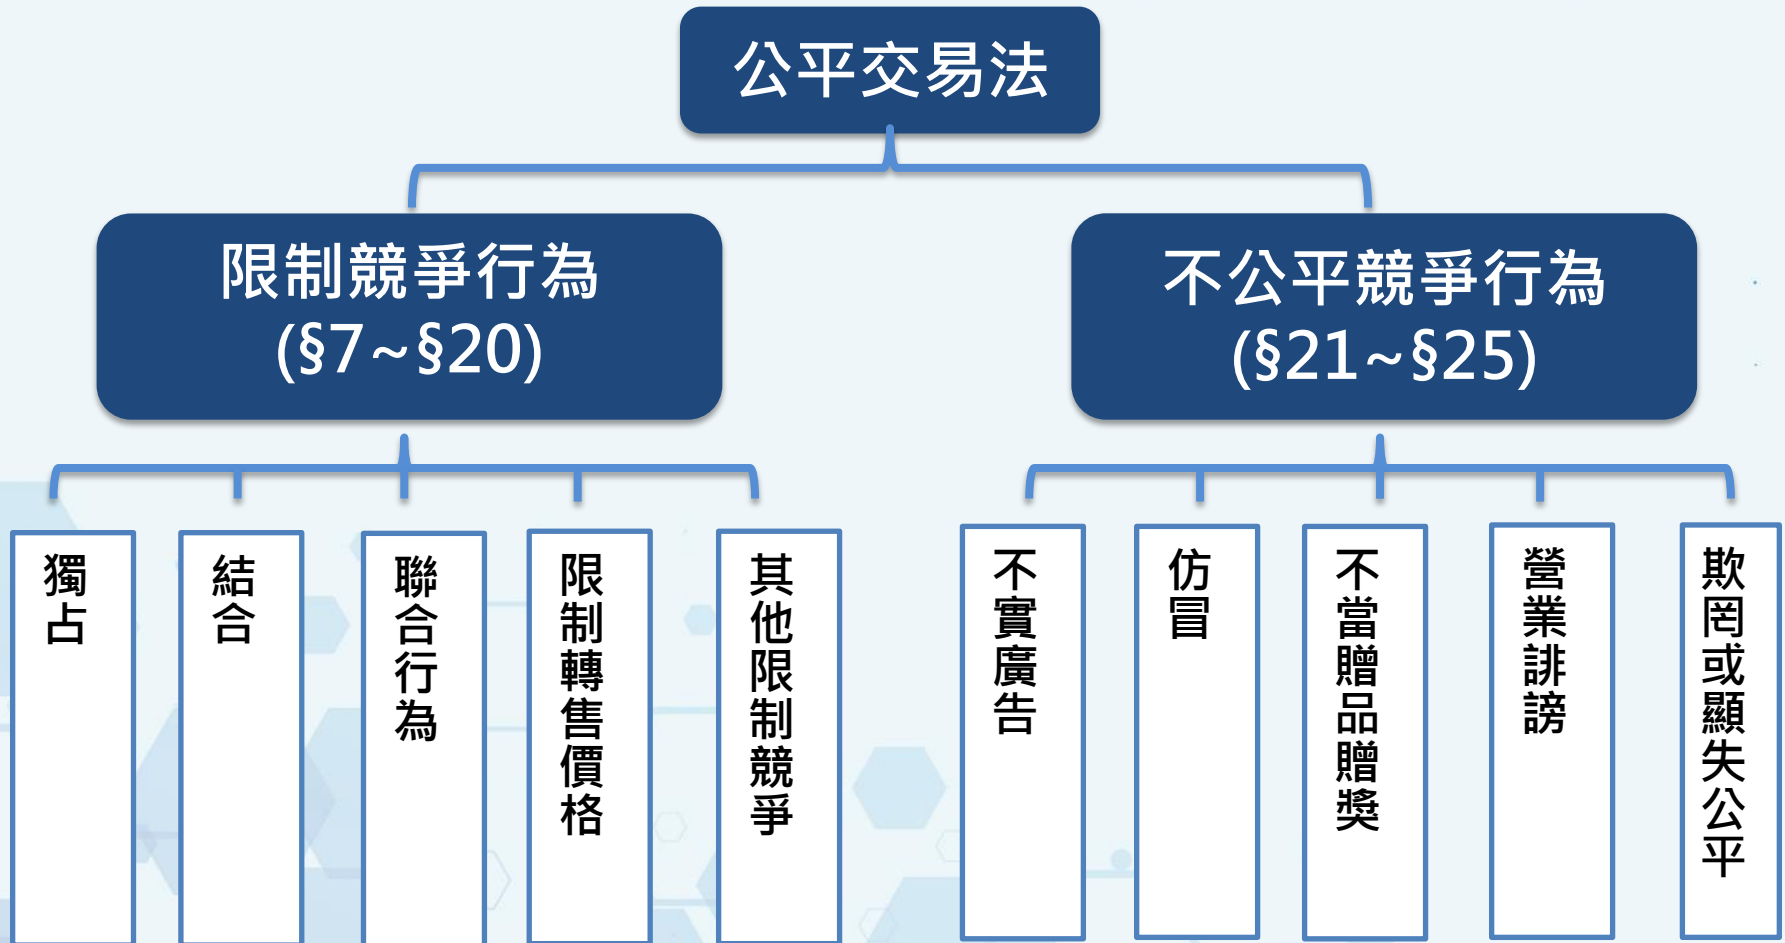 公平交易法
限制競爭行為
(§7~§20)
不公平競爭行為
(§21~§25)
獨占
結合
聯合行為
限制轉售價格
其他限制競爭
不實廣告
仿冒
不當贈品贈獎
營業誹謗
欺罔或顯失公平